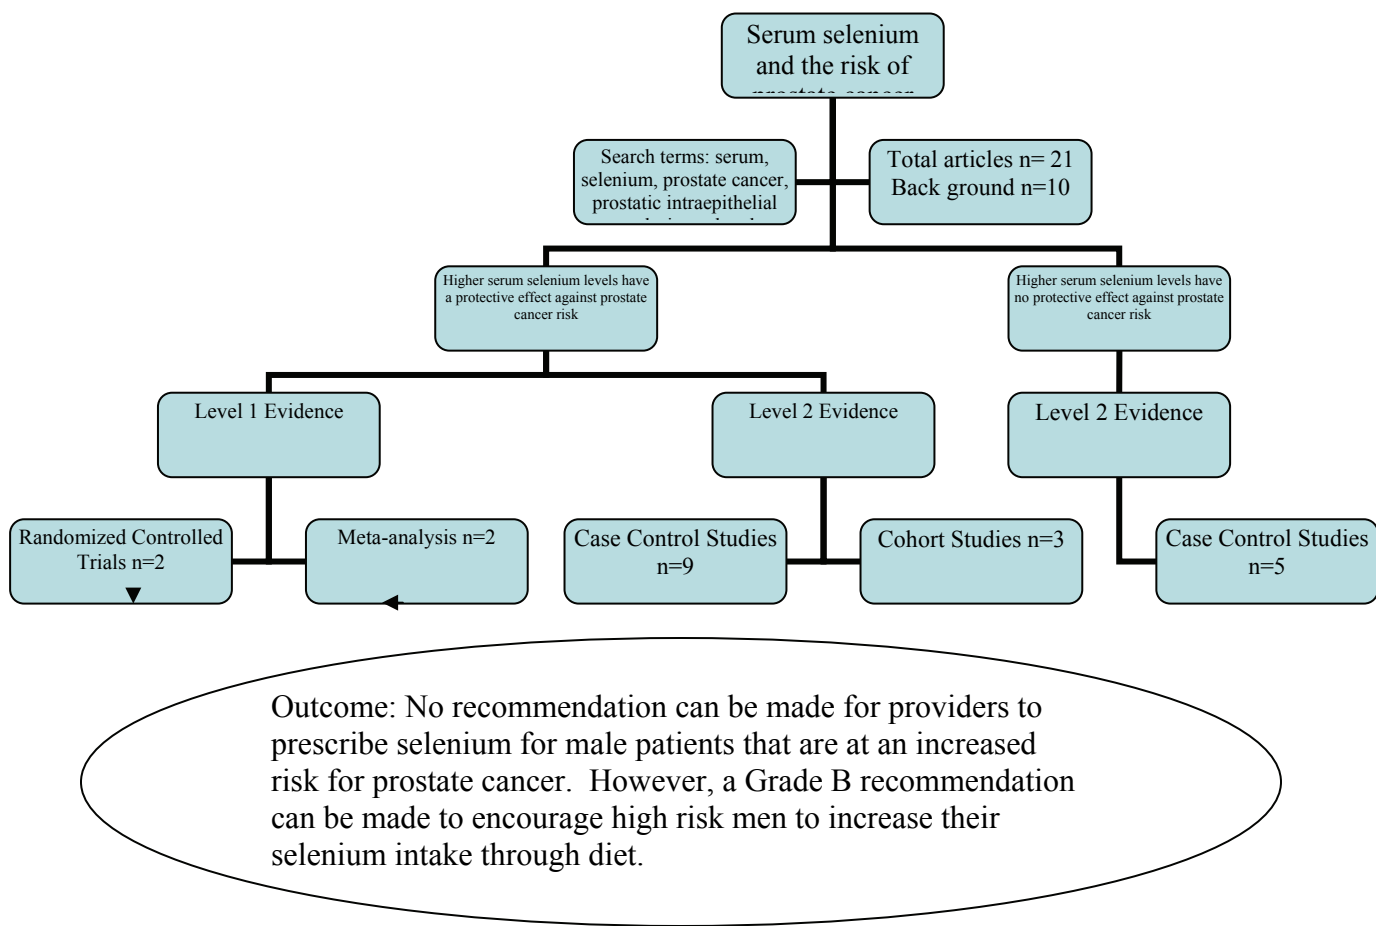 Serum selenium
and the risk of
prostate cancer
Search terms: serum,
selenium, prostate cancer,
prostatic intraepithelial
Total articles n= 21
Back ground n=10
Higher serum selenium levels have
a protective effect against prostate
cancer risk
Higher serum selenium levels have
no protective effect against prostate
cancer risk
Level 1 Evidence
Level 2 Evidence
Level 2 Evidence
Randomized Controlled
Trials n=2
Meta-analysis n=2
Case Control Studies
n=9
Cohort Studies n=3
Case Control Studies
n=5
Outcome: No recommendation can be made for providers to
prescribe selenium for male patients that are at an increased
risk for prostate cancer.  However, a Grade B recommendation
can be made to encourage high risk men to increase their
selenium intake through diet.